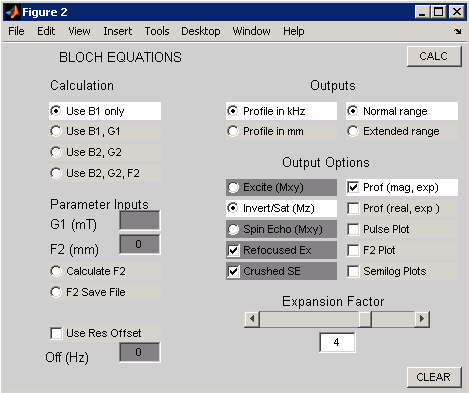 Figure 2
File Edit View Insert Tools Desktop Window Help
BLOCH EQUATIONS
CALC
Calculation
Use B1 only
Use B1, G1
Use B2, G2
Use B2, G2, F2
Parameter Inputs
G1 (mT)
F2 (mm) 0
Calculate F2
F2 Save File
Use Res Offset
Off (Hz) 0
Outputs
Profile in kHz Normal range
Profile in mm Extended range
Output Options
Excite (Mxy) Prof (mag, exp)
Invert/Sat (Mz) Prof (real, exp )
Spin Echo (Mxy) Pulse Plot
Refocused Ex F2 Plot
Crushed SE Semilog Plots
Expansion Factor
4
CLEAR